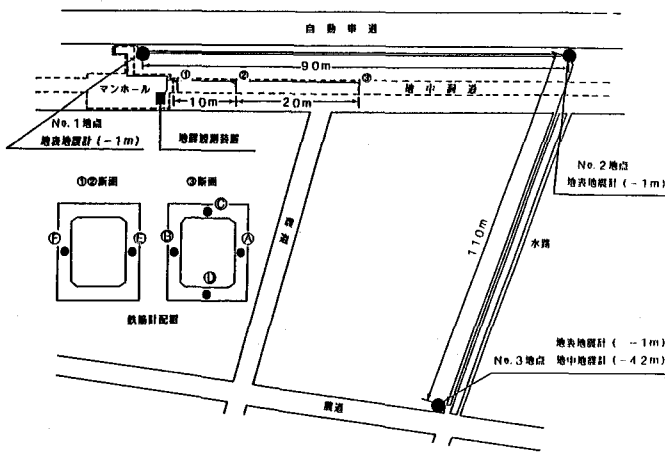 自動車道
90m
① ② ③
マンホール
地中洞道
10m 20m
No.1地点
地表地震計(-1m)
地震観測装置
No.2地点
地表地震計(-1m)
①②断面 ③断面
Ⓒ
Ⓕ Ⓔ Ⓑ Ⓐ
Ⓓ
鉄筋計配置
農道
110m
水路
地表地震計(-1m)
No.3地点 地中地震計(-42m)
農道